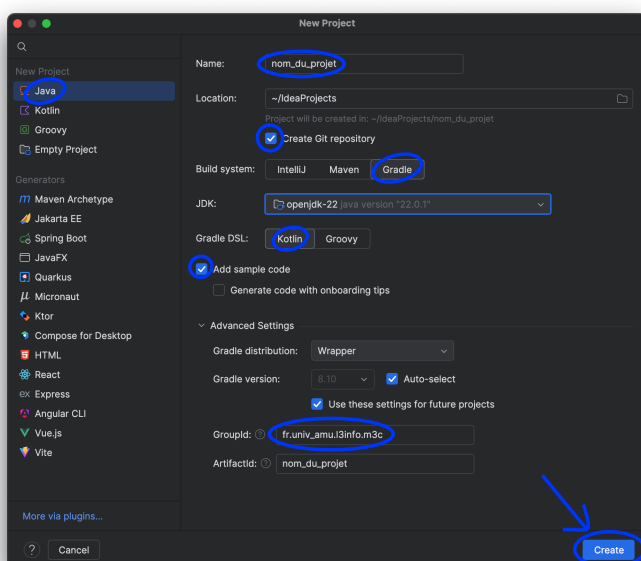 New Project
New Project
Java
Kotlin
Groovy
Empty Project
Generators
Maven Archetype
Jakarta EE
Spring Boot
JavaFX
Quarkus
Micronaut
Ktor
Compose for Desktop
HTML
React
Express
Angular CLI
Vue.js
Vite
More via plugins...
Name: nom_du_projet
Location: ~/IdeaProjects
Project will be created in: ~/IdeaProjects/nom_du_projet
Create Git repository
Build system: IntelliJ Maven Gradle
JDK: openjdk-22 java version "22.0.1"
Gradle DSL: Kotlin Groovy
Add sample code
Generate code with onboarding tips
Advanced Settings
Gradle distribution: Wrapper
Gradle version: 8.10 Auto-select
Use these settings for future projects
GroupId: ? fr.univ_amu.l3info.m3c
ArtifactId: ? nom_du_projet
? Cancel Create